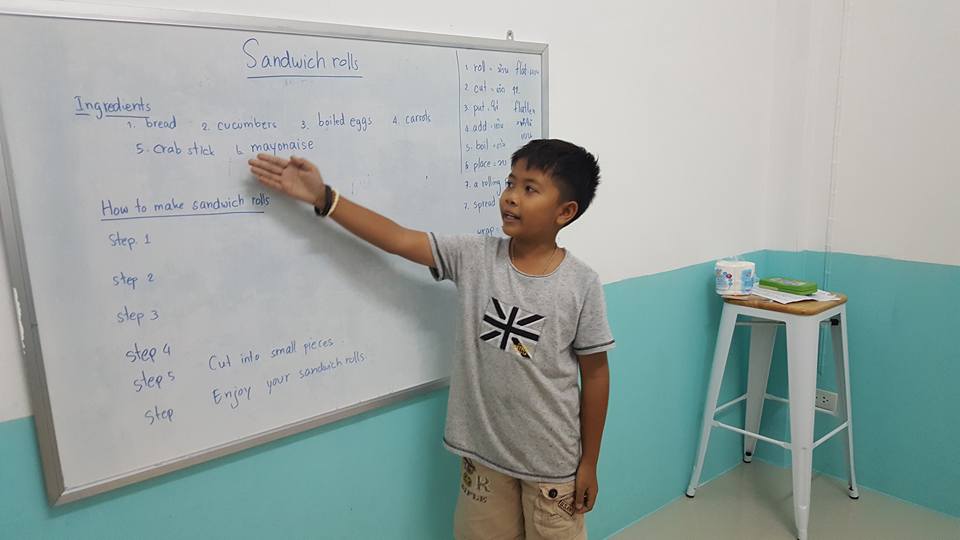 Sandwich rolls
Ingredients
1. bread 2. cucumbers 3. boiled eggs 4. carrots
5. crab stick 6. mayonaise
How to make sandwich rolls
Step 1
step 2
step 3
step 4 Cut into small pieces.
step 5 Enjoy your sandwich rolls.
step
1. roll = ม้วน flat
2. cut = ตัด
3. put = ใส่ flatten
4. add = เพิ่ม
5. boil = ต้ม
6. place = วาง
7. a rolling
7. spread
wrap =
R